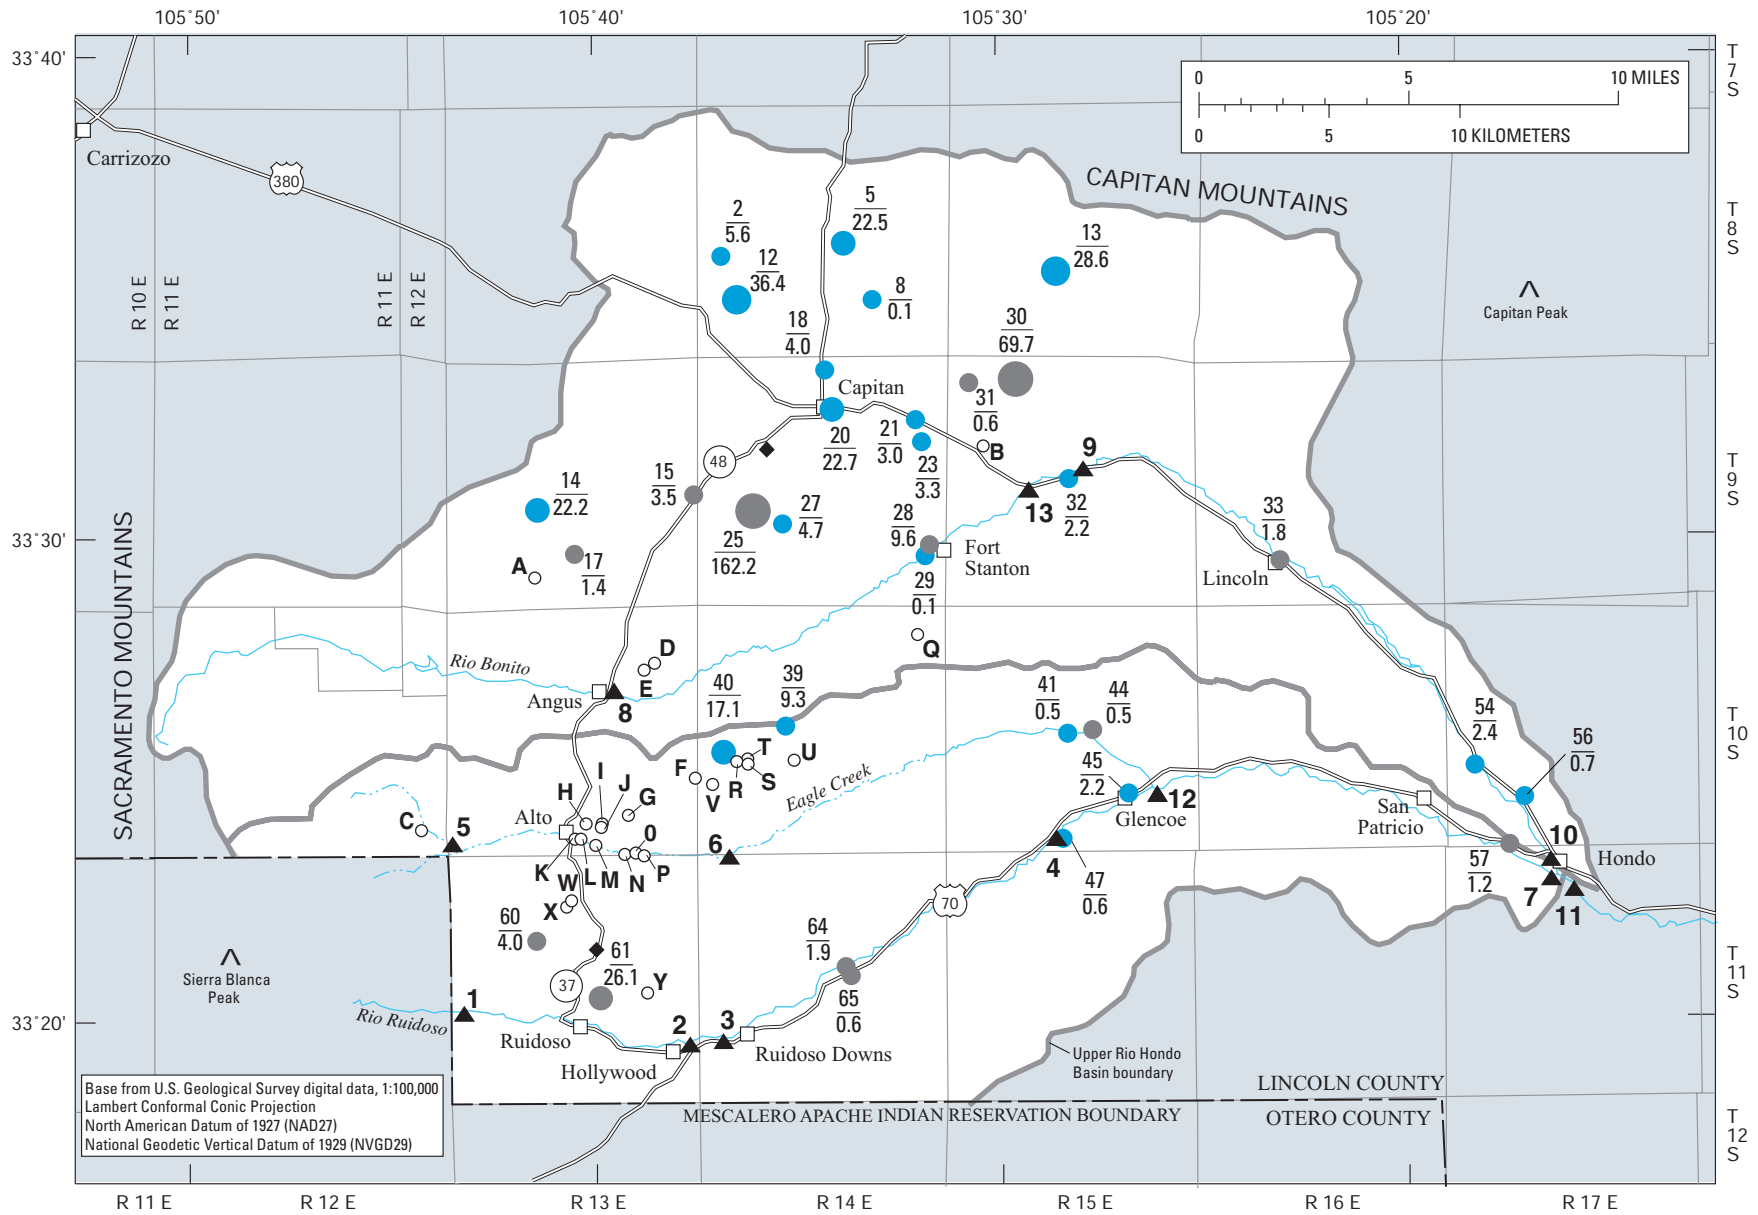 105°50' 105°40' 105°30' 105°20'
33°40'
T
7
S
0 5 10 MILES
0 5 10 KILOMETERS
Carrizozo
380
CAPITAN MOUNTAINS
T
8
S
2
5.6
5
22.5
12
36.4
13
28.6
8
0.1
R 10 E
R 11 E
R 11 E
R 12 E
Capitan Peak
18
4.0
30
69.7
Capitan
31
0.6
B
20
22.7
21
3.0
23
3.3
9
48
15
3.5
T
9
S
14
22.2
27
4.7
25
162.2
28
9.6
13
32
2.2
33
1.8
33°30'
Fort
Stanton
A
17
1.4
29
0.1
Lincoln
SACRAMENTO MOUNTAINS
Q
D
E
Rio Bonito
Angus
8
40
17.1
39
9.3
41
0.5
44
0.5
54
2.4
56
0.7
T
10
S
T
U
F
V
R
S
Eagle Creek
45
2.2
12
Glencoe
San
Patricio
H
I
J
G
C
5
Alto
O
6
K
L
M
N
P
W
X
4
47
0.6
57
1.2
10
Hondo
7
11
70
60
4.0
64
1.9
61
26.1
Y
65
0.6
Sierra Blanca
Peak
37
T
11
S
33°20'
1
Rio Ruidoso
Ruidoso
2
3
Hollywood
Ruidoso Downs
Upper Rio Hondo
Basin boundary
LINCOLN COUNTY
MESCALERO APACHE INDIAN RESERVATION BOUNDARY
OTERO COUNTY
T
12
S
Base from U.S. Geological Survey digital data, 1:100,000
Lambert Conformal Conic Projection
North American Datum of 1927 (NAD27)
National Geodetic Vertical Datum of 1929 (NVGD29)
R 11 E R 12 E R 13 E R 14 E R 15 E R 16 E R 17 E